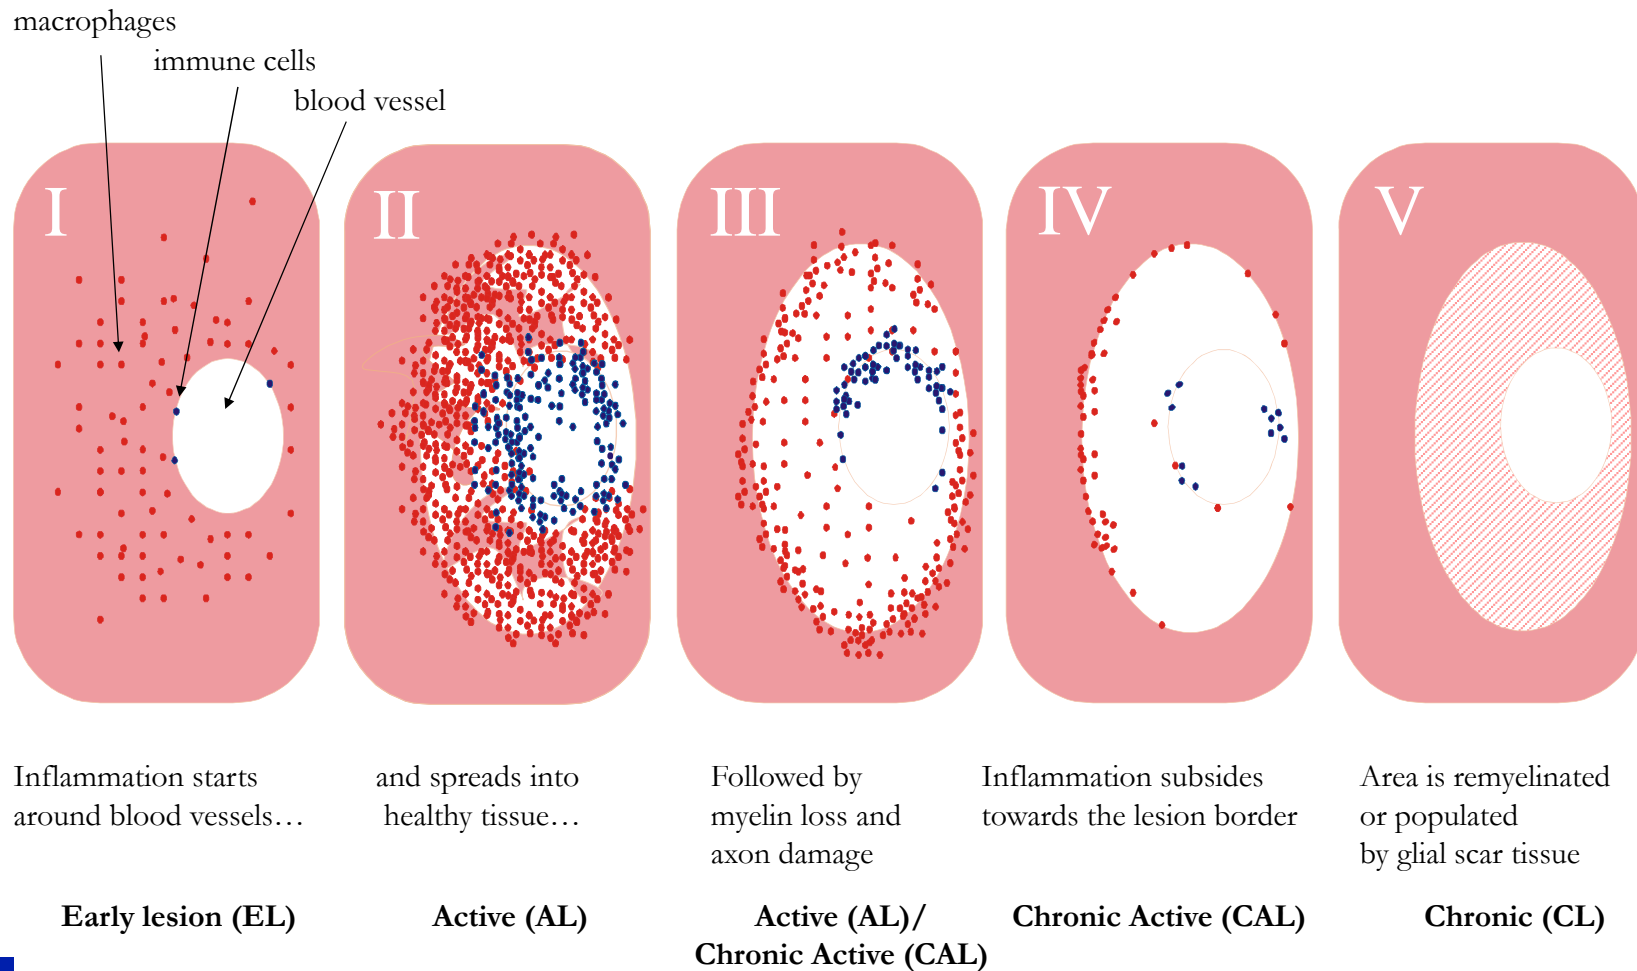 macrophages
immune cells
blood vessel
I
II
III
IV
V
Inflammation starts
around blood vessels…
and spreads into
healthy tissue…
Followed by
myelin loss and
axon damage
Inflammation subsides
towards the lesion border
Area is remyelinated
or populated
by glial scar tissue
Early lesion (EL)
Active (AL)
Active (AL)/
Chronic Active (CAL)
Chronic Active (CAL)
Chronic (CL)